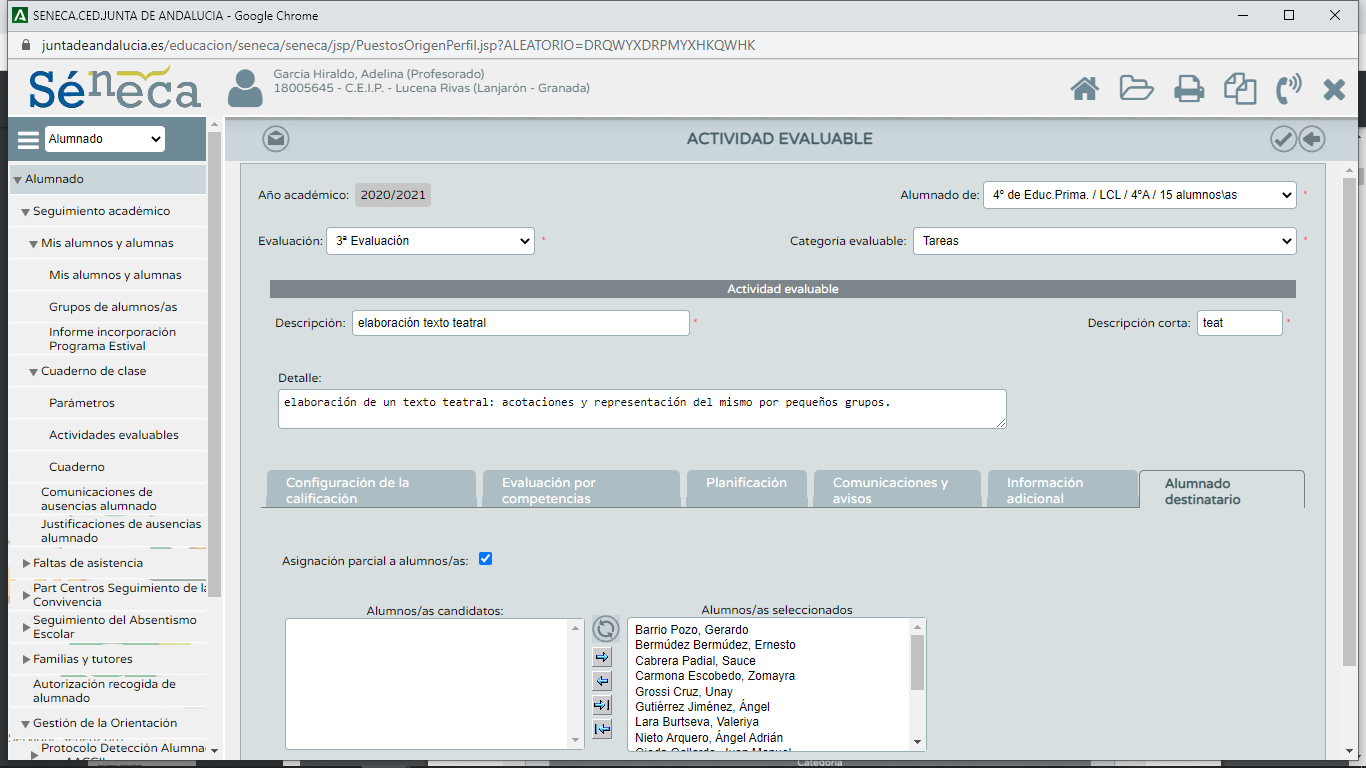 SENECA.CED.JUNTA DE ANDALUCIA - Google Chrome
juntadeandalucia.es/educacion/seneca/seneca/jsp/PuestosOrigenPerfil.jsp?ALEATORIO=DRQWYXDRPMYXHKQWHK
Séneca
García Hiraldo, Adelina (Profesorado)
18005645 - C.E.I.P. - Lucena Rivas (Lanjarón - Granada)
Alumnado
ACTIVIDAD EVALUABLE
Alumnado
Seguimiento académico
Mis alumnos y alumnas
Mis alumnos y alumnas
Grupos de alumnos/as
Informe incorporación
Programa Estival
Cuaderno de clase
Parámetros
Actividades evaluables
Cuaderno
Comunicaciones de
ausencias alumnado
Justificaciones de ausencias
alumnado
Faltas de asistencia
Part Centros Seguimiento de la
Convivencia
Seguimiento del Absentismo
Escolar
Familias y tutores
Autorización recogida de
alumnado
Gestión de la Orientación
Protocolo Detección Alumna
Año académico: 2020/2021
Alumnado de: 4º de Educ.Prima. / LCL / 4ºA / 15 alumnos\as *
Evaluación: 3ª Evaluación *
Categoría evaluable: Tareas *
Actividad evaluable
Descripción: elaboración texto teatral *
Descripción corta: teat *
Detalle:
elaboración de un texto teatral: acotaciones y representación del mismo por pequeños grupos.
Configuración de la
calificación
Evaluación por
competencias
Planificación
Comunicaciones y
avisos
Información
adicional
Alumnado
destinatario
Asignación parcial a alumnos/as:
Alumnos/as candidatos:
Alumnos/as seleccionados
Barrio Pozo, Gerardo
Bermúdez Bermúdez, Ernesto
Cabrera Padial, Sauce
Carmona Escobedo, Zomayra
Grossi Cruz, Unay
Gutiérrez Jiménez, Ángel
Lara Burtseva, Valeriya
Nieto Arquero, Ángel Adrián
Categoría